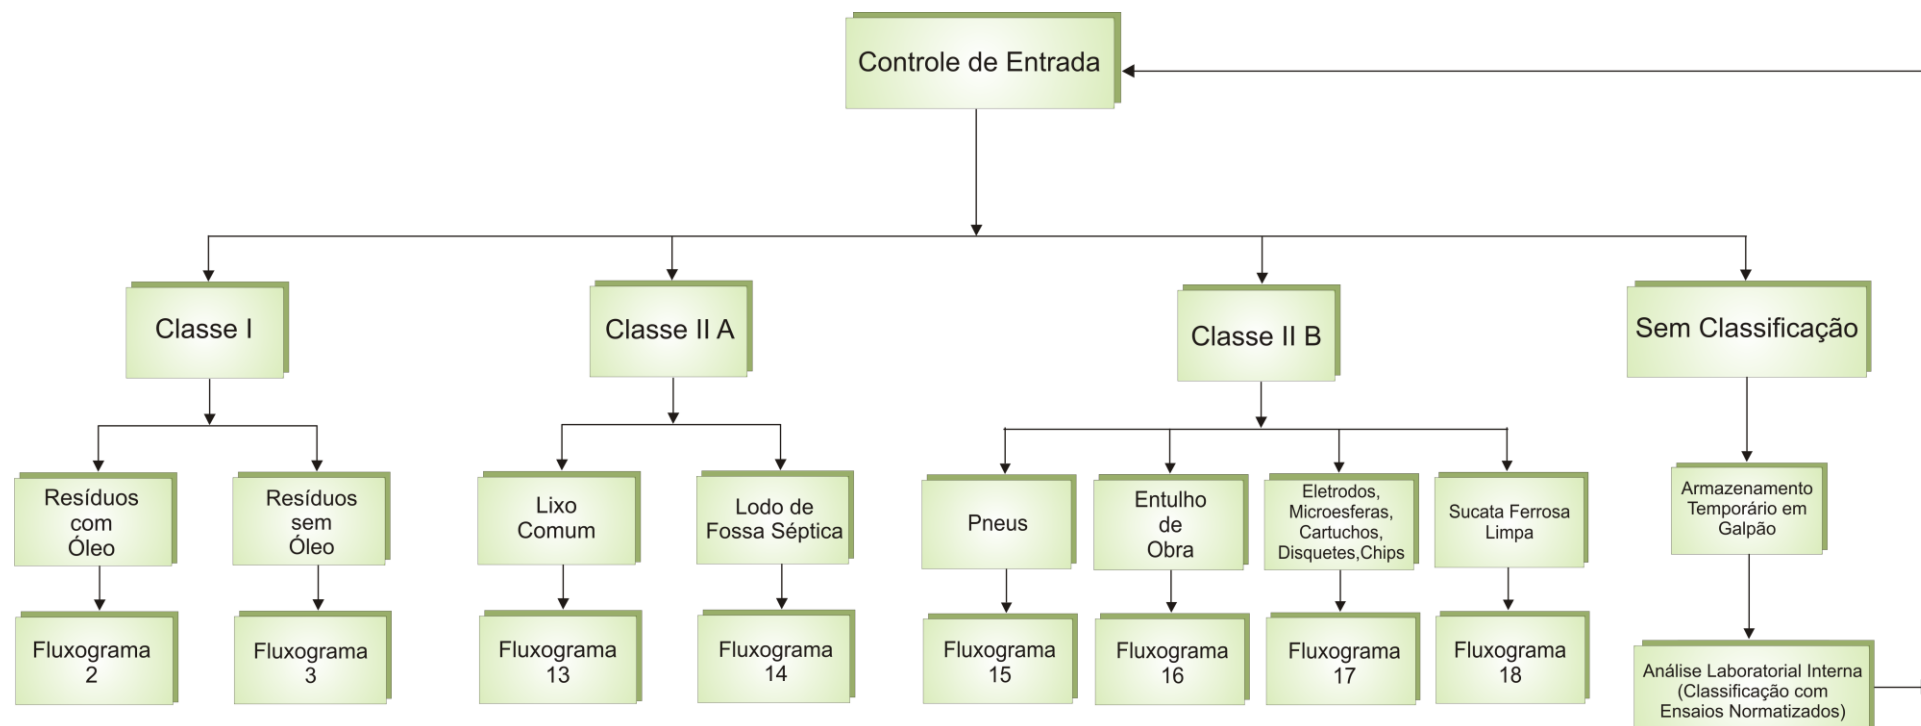 Controle de Entrada
Classe I
Classe II A
Classe II B
Sem Classificação
Resíduos
com
Óleo
Resíduos
sem
Óleo
Lixo
Comum
Lodo de
Fossa Séptica
Pneus
Entulho
de
Obra
Eletrodos,
Microesferas,
Cartuchos,
Disquetes,Chips
Sucata Ferrosa
Limpa
Armazenamento
Temporário em
Galpão
Fluxograma
2
Fluxograma
3
Fluxograma
13
Fluxograma
14
Fluxograma
15
Fluxograma
16
Fluxograma
17
Fluxograma
18
Análise Laboratorial Interna
(Classificação com
Ensaios Normatizados)